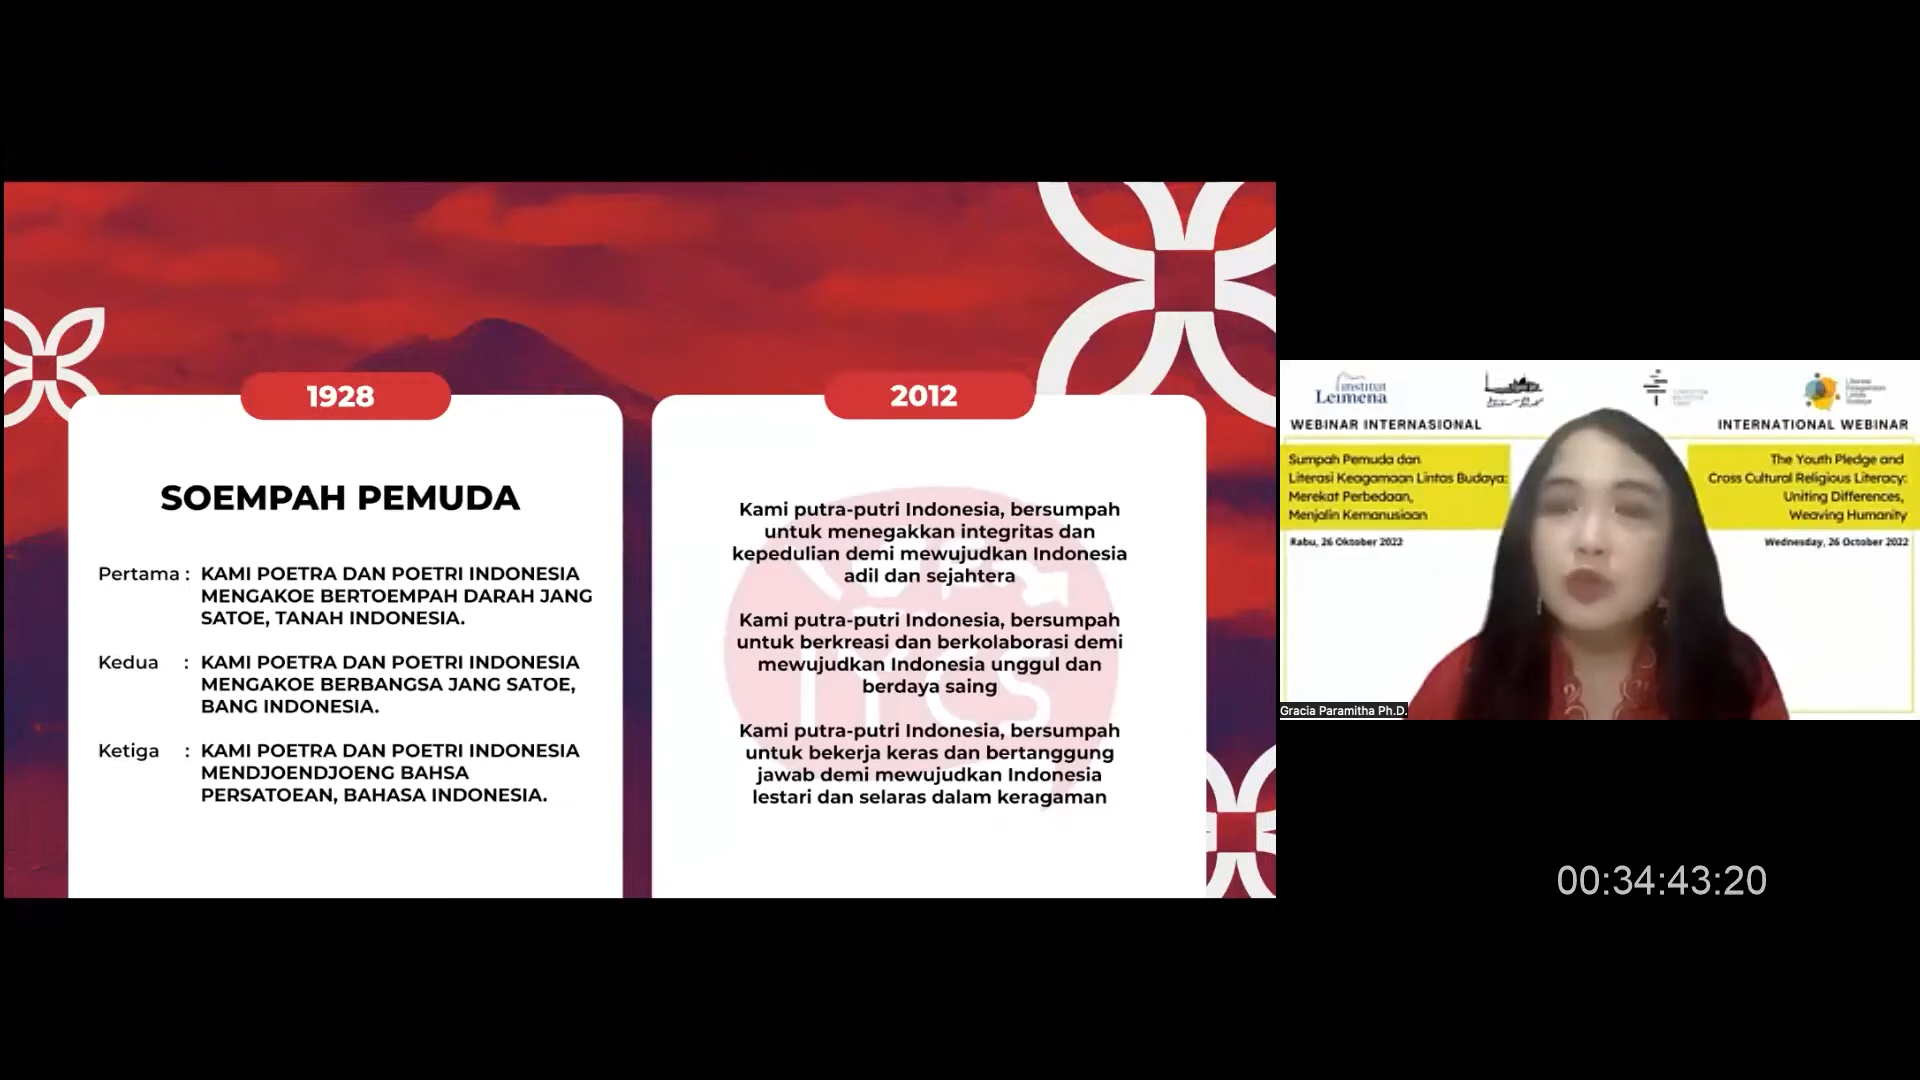 1928
SOEMPAH PEMUDA
Pertama : KAMI POETRA DAN POETRI INDONESIA
MENGAKOE BERTOEMPAH DARAH JANG
SATOE, TANAH INDONESIA.
Kedua : KAMI POETRA DAN POETRI INDONESIA
MENGAKOE BERBANGSA JANG SATOE,
BANG INDONESIA.
Ketiga : KAMI POETRA DAN POETRI INDONESIA
MENDJOENDJOENG BAHSA
PERSATOEAN, BAHASA INDONESIA.
2012
Kami putra-putri Indonesia, bersumpah
untuk menegakkan integritas dan
kepedulian demi mewujudkan Indonesia
adil dan sejahtera
Kami putra-putri Indonesia, bersumpah
untuk berkreasi dan berkolaborasi demi
mewujudkan Indonesia unggul dan
berdaya saing
Kami putra-putri Indonesia, bersumpah
untuk bekerja keras dan bertanggung
jawab demi mewujudkan Indonesia
lestari dan selaras dalam keragaman
IYCS
institut
Leimena
WEBINAR INTERNASIONAL
Sumpah Pemuda dan
Literasi Keagamaan Lintas Budaya:
Merekat Perbedaan,
Menjalin Kemanusiaan
Rabu, 26 Oktober 2022
Literasi
Keagamaan
Lintas
Budaya
INTERNATIONAL WEBINAR
The Youth Pledge and
Cross Cultural Religious Literacy:
Uniting Differences,
Weaving Humanity
Wednesday, 26 October 2022
Gracia Paramitha Ph.D.
00:34:43:20